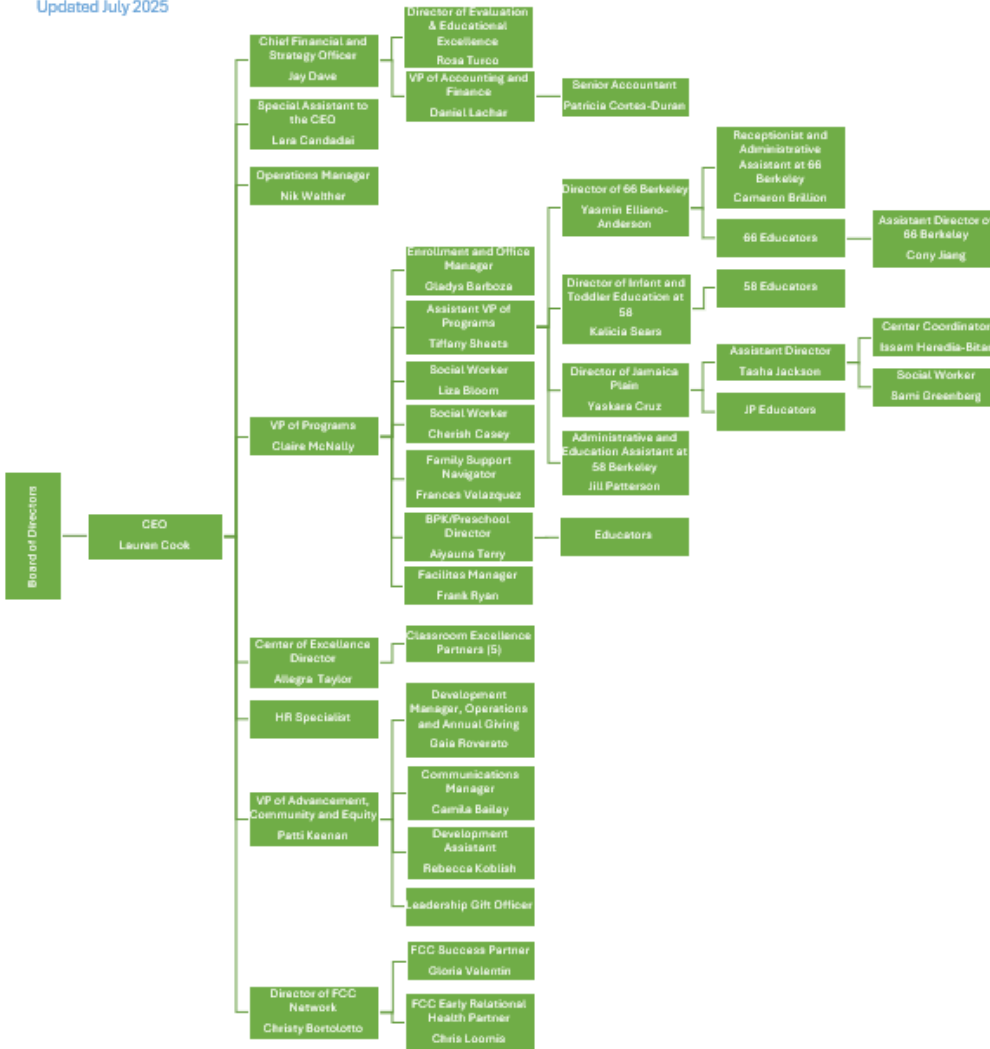 Updated July 2025
Board of Directors
CEO
Lauren Cook
Chief Financial and
Strategy Officer
Jay Dave
Director of Evaluation
& Educational
Excellence
Rosa Turco
VP of Accounting and
Finance
Daniel Lachar
Senior Accountant
Patricia Cortes-Duran
Special Assistant to
the CEO
Lara Candadai
Operations Manager
Nik Walther
VP of Programs
Claire McNally
Enrollment and Office
Manager
Gladys Barboza
Assistant VP of
Programs
Tiffany Sheats
Director of 66 Berkeley
Yasmin Elliano-
Anderson
Receptionist and
Administrative
Assistant at 66
Berkeley
Cameron Brillion
66 Educators
Assistant Director
66 Berkeley
Cony Jiang
Director of Infant and
Toddler Education at
58
Kalicia Sears
58 Educators
Director of Jamaica
Plain
Yaskara Cruz
Assistant Director
Tasha Jackson
Center Coordinator
Issam
Social Worker
Sami Greenberg
JP Educators
Administrative and
Education Assistant at
58 Berkeley
Jill Patterson
Social Worker
Liza Bloom
Social Worker
Cherish Casey
Family Support
Navigator
Frances Velazquez
BPK/Preschool
Director
Aiyauna Terry
Educators
Facilites Manager
Frank Ryan
Center of Excellence
Director
Allegra Taylor
Classroom Excellence
Partners (5)
HR Specialist
VP of Advancement,
Community and Equity
Patti Keenan
Development
Manager, Operations
and Annual Giving
Gaia Roverato
Communications
Manager
Camila Bailey
Development
Assistant
Rebecca Koblish
Leadership Gift Officer
Director of FCC
Network
Christy Bortolotto
FCC Success Partner
Gloria Valentin
FCC Early Relational
Health Partner
Chris Loomis